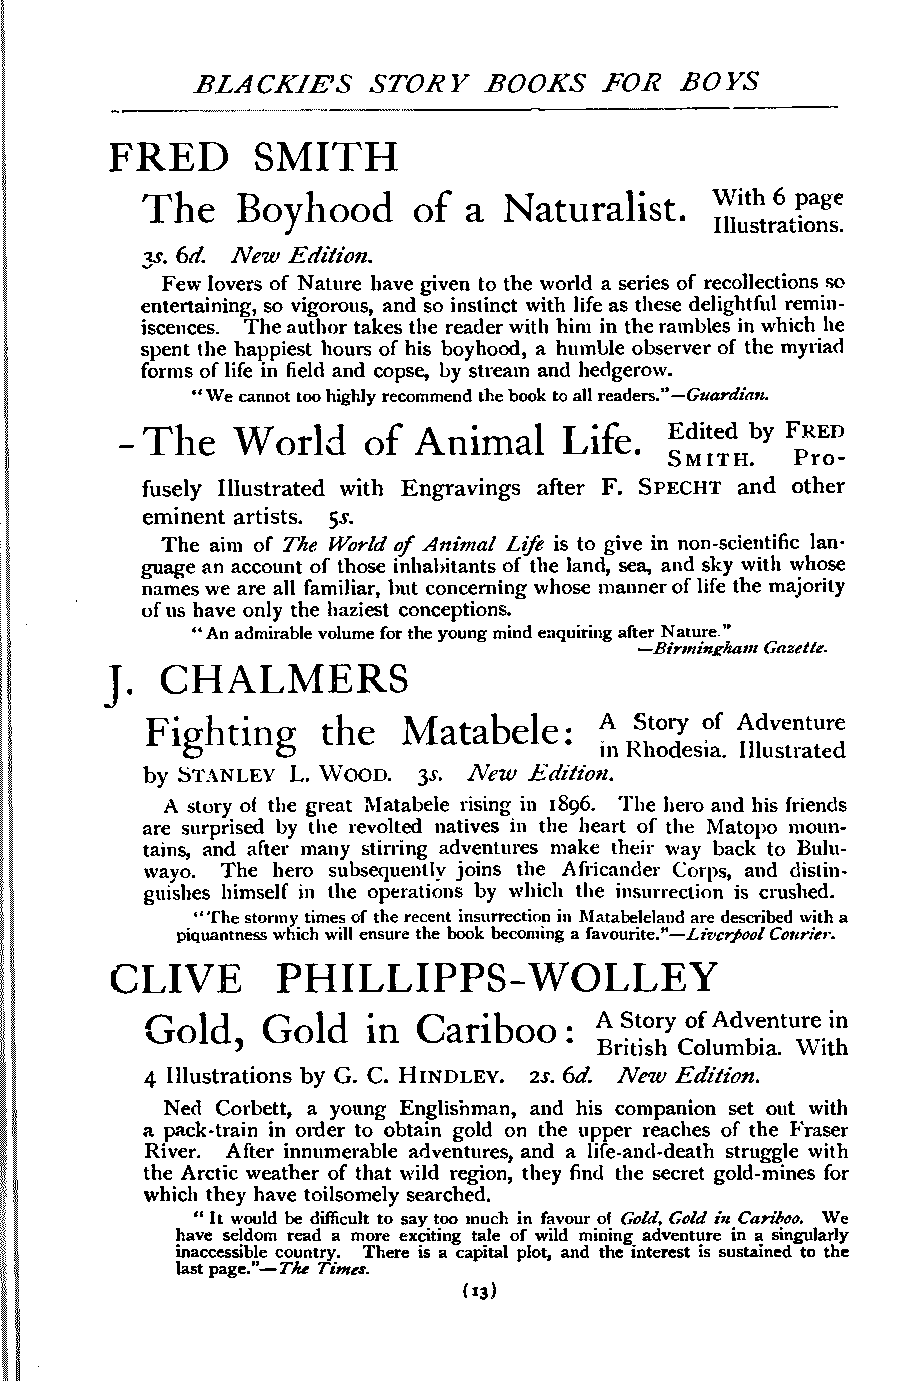 BLACKIE'S STORY BOOKS FOR BOYS
FRED SMITH
The Boyhood of a Naturalist. With 6 page
Illustrations.
3s. 6d. New Edition.
Few lovers of Nature have given to the world a series of recollections so
entertaining, so vigorous, and so instinct with life as these delightful remin-
iscences. The author takes the reader with him in the rambles in which he
spent the happiest hours of his boyhood, a humble observer of the myriad
forms of life in field and copse, by stream and hedgerow.
"We cannot too highly recommend the book to all readers."—Guardian.
-The World of Animal Life. Edited by FRED
SMITH. Pro-
fusely Illustrated with Engravings after F. SPECHT and other
eminent artists. 5s.
The aim of The World of Animal Life is to give in non-scientific lan-
guage an account of those inhabitants of the land, sea, and sky with whose
names we are all familiar, but concerning whose manner of life the majority
of us have only the haziest conceptions.
"An admirable volume for the young mind enquiring after Nature."
—Birmingham Gazette.
J. CHALMERS
Fighting the Matabele: A Story of Adventure
in Rhodesia. Illustrated
by STANLEY L. WOOD. 3s. New Edition.
A story of the great Matabele rising in 1896. The hero and his friends
are surprised by the revolted natives in the heart of the Matopo moun-
tains, and after many stirring adventures make their way back to Bulu-
wayo. The hero subsequently joins the Africander Corps, and distin-
guishes himself in the operations by which the insurrection is crushed.
"The stormy times of the recent insurrection in Matabeleland are described with a
piquantness which will ensure the book becoming a favourite."—Liverpool Courier.
CLIVE PHILLIPPS-WOLLEY
Gold, Gold in Cariboo: A Story of Adventure in
British Columbia. With
4 Illustrations by G. C. HINDLEY. 2s. 6d. New Edition.
Ned Corbett, a young Englishman, and his companion set out with
a pack-train in order to obtain gold on the upper reaches of the Fraser
River. After innumerable adventures, and a life-and-death struggle with
the Arctic weather of that wild region, they find the secret gold-mines for
which they have toilsomely searched.
"It would be difficult to say too much in favour of Gold, Gold in Cariboo. We
have seldom read a more exciting tale of wild mining adventure in a singularly
inaccessible country. There is a capital plot, and the interest is sustained to the
last page."—The Times.
(13)